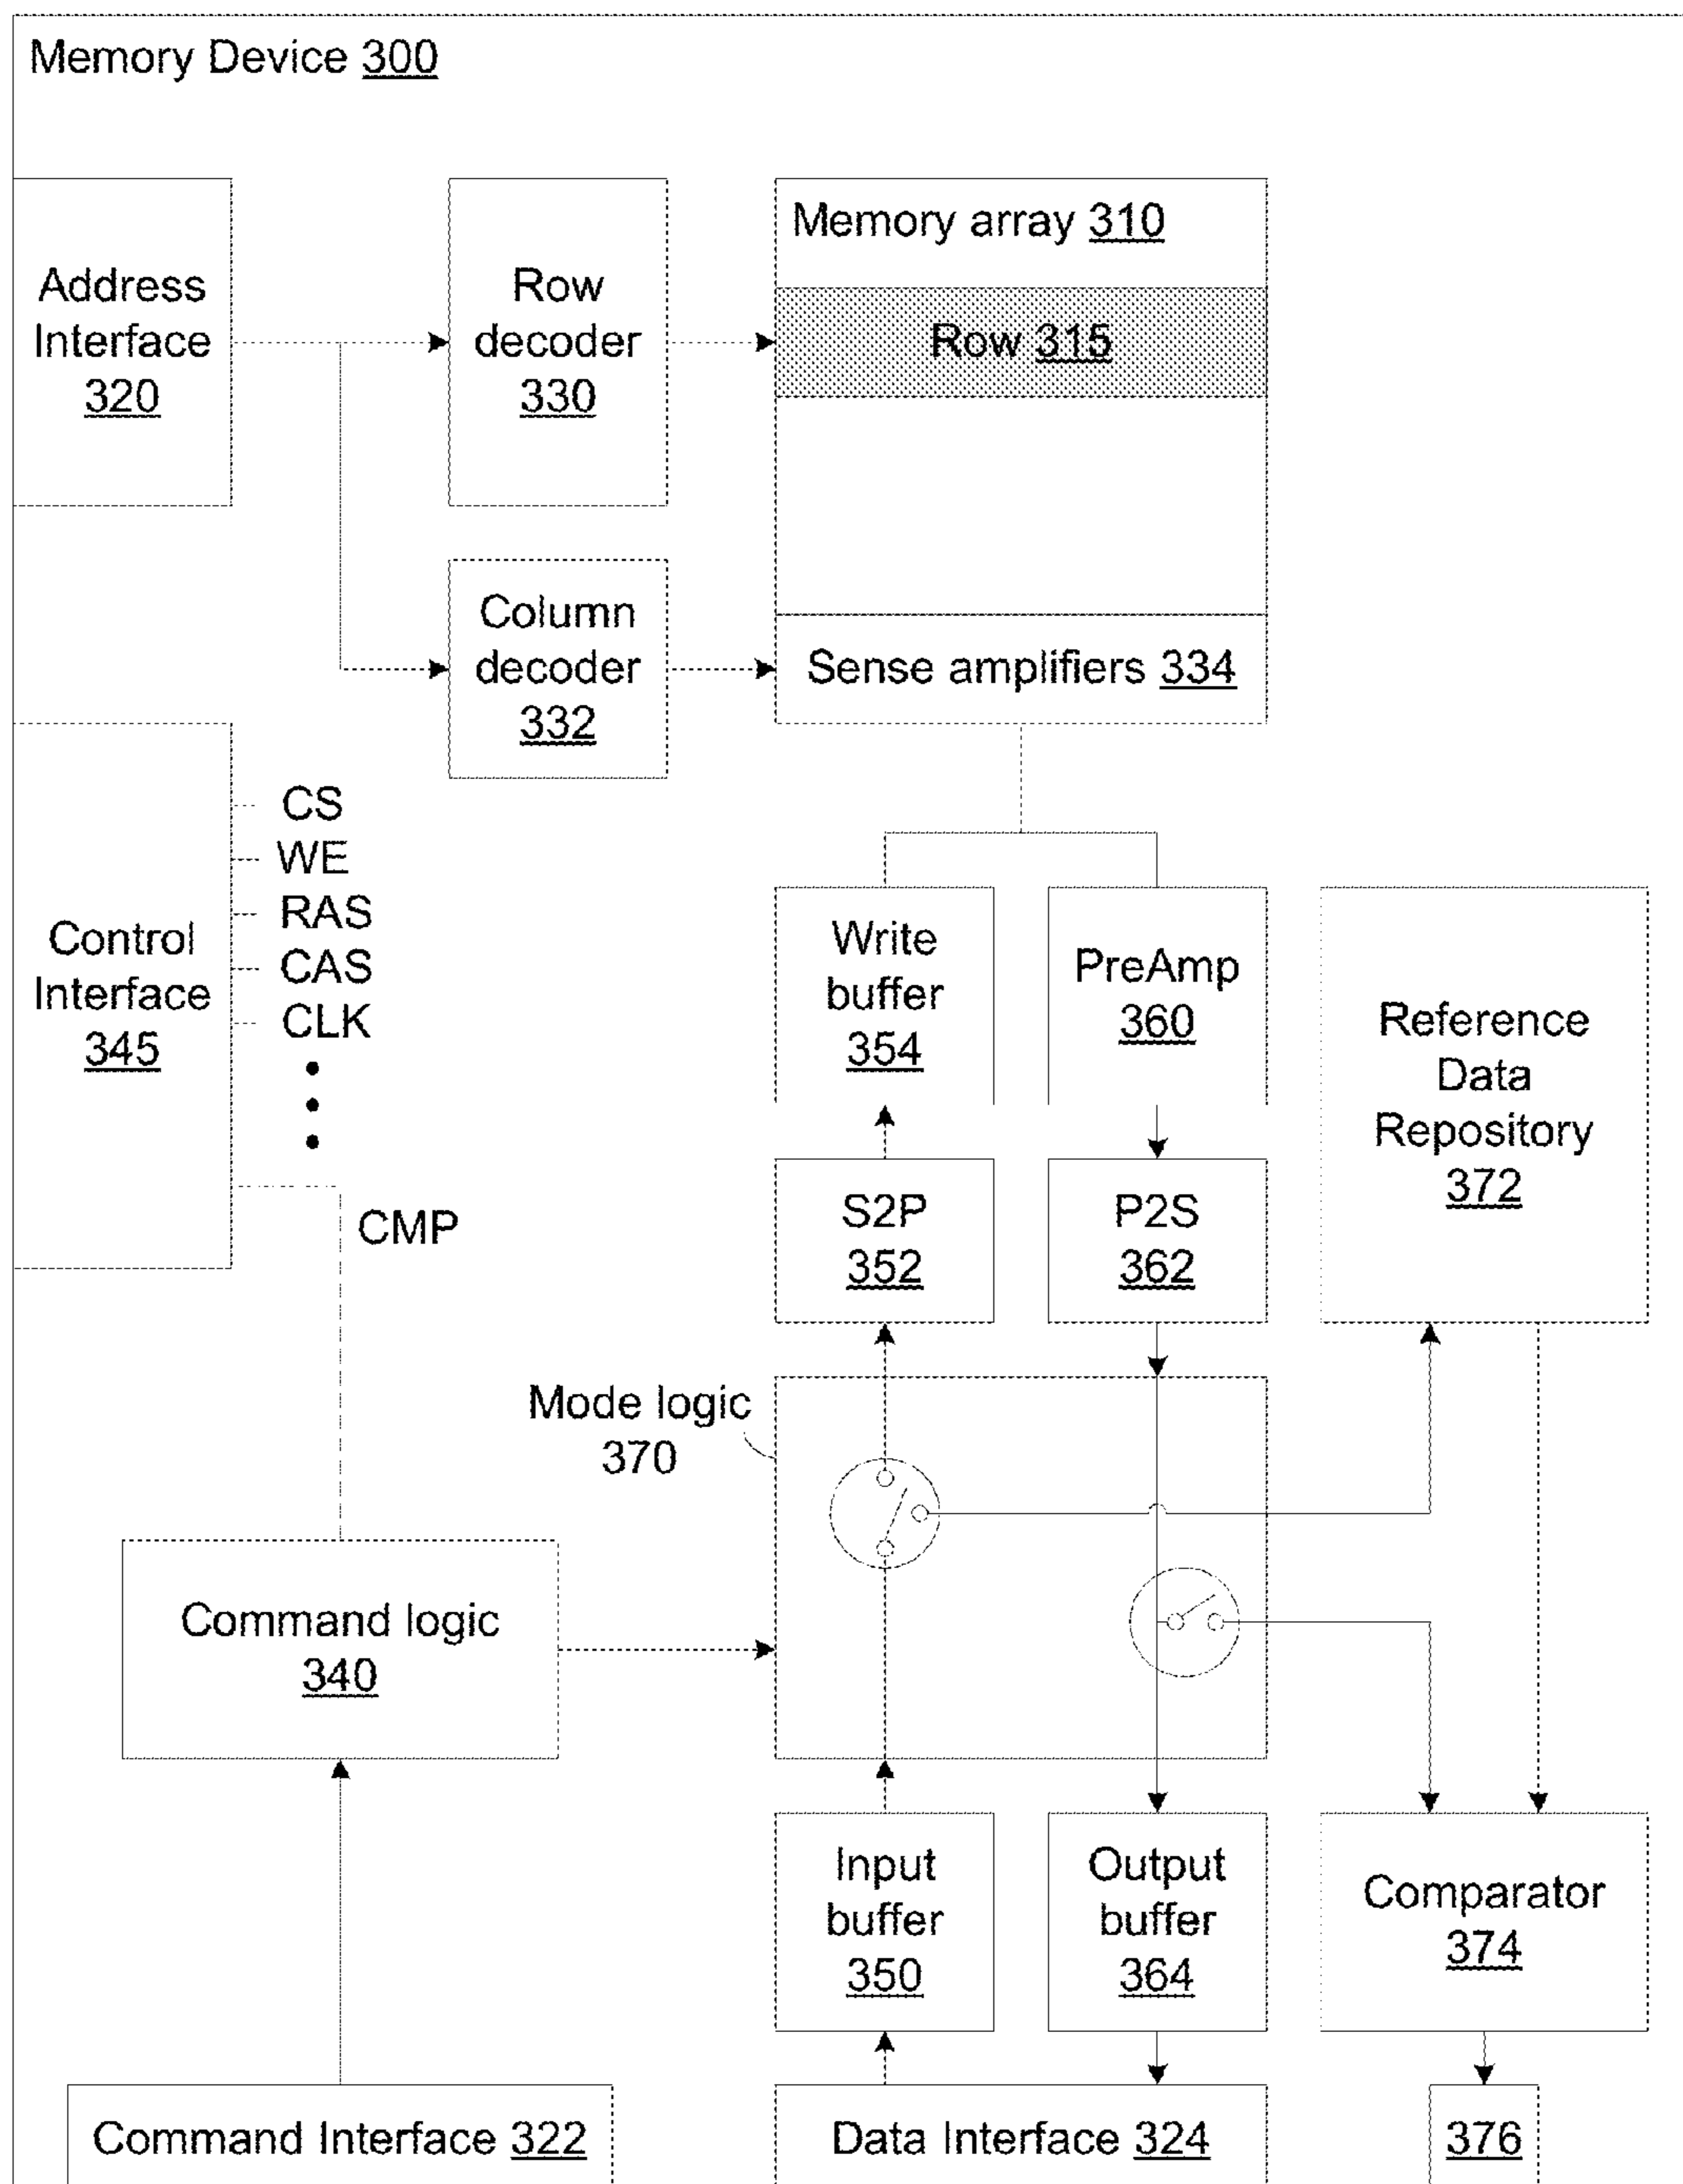 Memory Device 300
Address
Interface
320
Row
decoder
330
Memory array 310
Row 315
Column
decoder
332
Sense amplifiers 334
Control
Interface
345
CS
WE
RAS
CAS
CLK
CMP
Write
buffer
354
PreAmp
360
Reference
Data
Repository
372
S2P
352
P2S
362
Mode logic
370
Command logic
340
Input
buffer
350
Output
buffer
364
Comparator
374
Command Interface 322
Data Interface 324
376